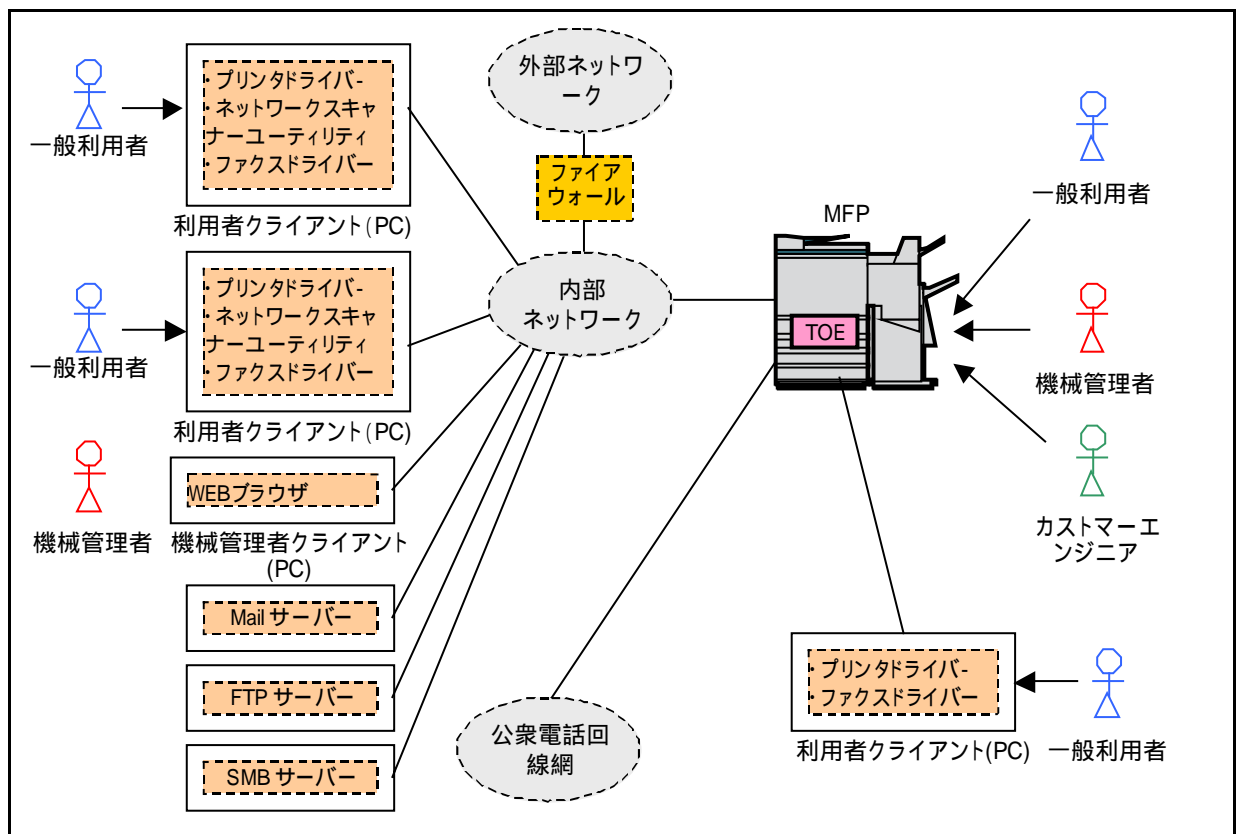 一般利用者
・プリンタドライバ-
・ネットワークスキャ
ナーユーティリティ
・ファクスドライバー
利用者クライアント(PC)
外部ネットワ
ーク
ファイア
ウォール
内部
ネットワーク
一般利用者
・プリンタドライバ-
・ネットワークスキャ
ナーユーティリティ
・ファクスドライバー
利用者クライアント(PC)
機械管理者
WEBブラウザ
機械管理者クライアント
(PC)
Mail サーバー
FTP サーバー
SMB サーバー
公衆電話回
線網
MFP
TOE
一般利用者
機械管理者
カストマーエ
ンジニア
・プリンタドライバ-
・ファクスドライバー
利用者クライアント(PC)
一般利用者